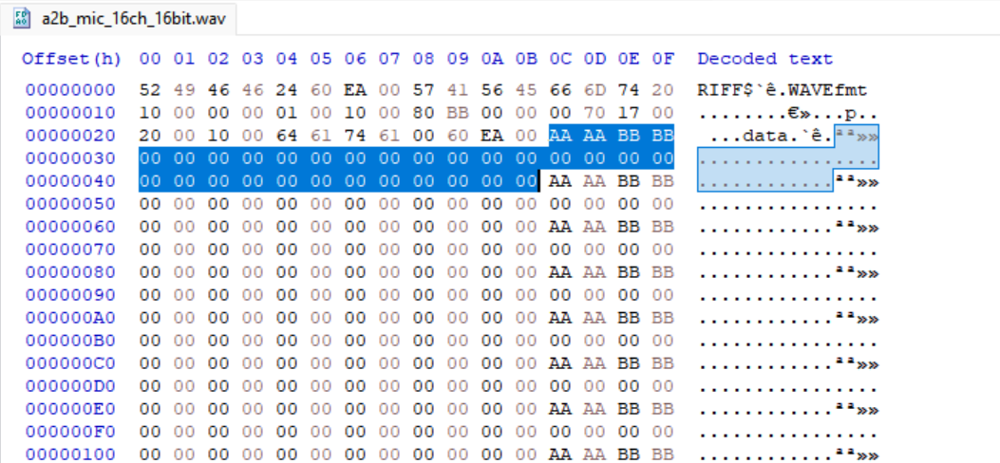 a2b_mic_16ch_16bit.wav
Offset(h) 00 01 02 03 04 05 06 07 08 09 0A 0B 0C 0D 0E 0F Decoded text
00000000 52 49 46 46 24 60 EA 00 57 41 56 45 66 6D 74 20 RIFF$`ê.WAVEfmt
00000010 10 00 00 00 01 00 10 00 80 BB 00 00 00 70 17 00 ........€»...p..
00000020 20 00 10 00 64 61 74 61 00 60 EA 00 AA AA BB BB  ...data.`ê.ªª»»
00000030 00 00 00 00 00 00 00 00 00 00 00 00 00 00 00 00 ................
00000040 00 00 00 00 00 00 00 00 00 00 00 00 AA AA BB BB ............ªª»»
00000050 00 00 00 00 00 00 00 00 00 00 00 00 00 00 00 00 ................
00000060 00 00 00 00 00 00 00 00 00 00 00 00 AA AA BB BB ............ªª»»
00000070 00 00 00 00 00 00 00 00 00 00 00 00 00 00 00 00 ................
00000080 00 00 00 00 00 00 00 00 00 00 00 00 AA AA BB BB ............ªª»»
00000090 00 00 00 00 00 00 00 00 00 00 00 00 00 00 00 00 ................
000000A0 00 00 00 00 00 00 00 00 00 00 00 00 AA AA BB BB ............ªª»»
000000B0 00 00 00 00 00 00 00 00 00 00 00 00 00 00 00 00 ................
000000C0 00 00 00 00 00 00 00 00 00 00 00 00 AA AA BB BB ............ªª»»
000000D0 00 00 00 00 00 00 00 00 00 00 00 00 00 00 00 00 ................
000000E0 00 00 00 00 00 00 00 00 00 00 00 00 AA AA BB BB ............ªª»»
000000F0 00 00 00 00 00 00 00 00 00 00 00 00 00 00 00 00 ................
00000100 00 00 00 00 00 00 00 00 00 00 00 00 AA AA BB BB ............ªª»»